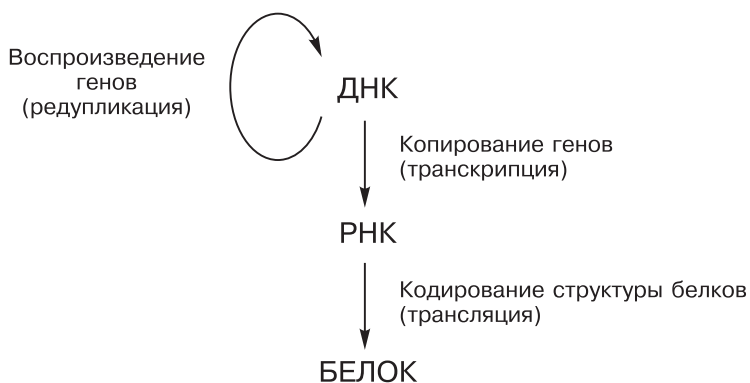 Воспроизведение
генов
(редупликация)
ДНК
Копирование генов
(транскрипция)
РНК
Кодирование структуры белков
(трансляция)
БЕЛОК